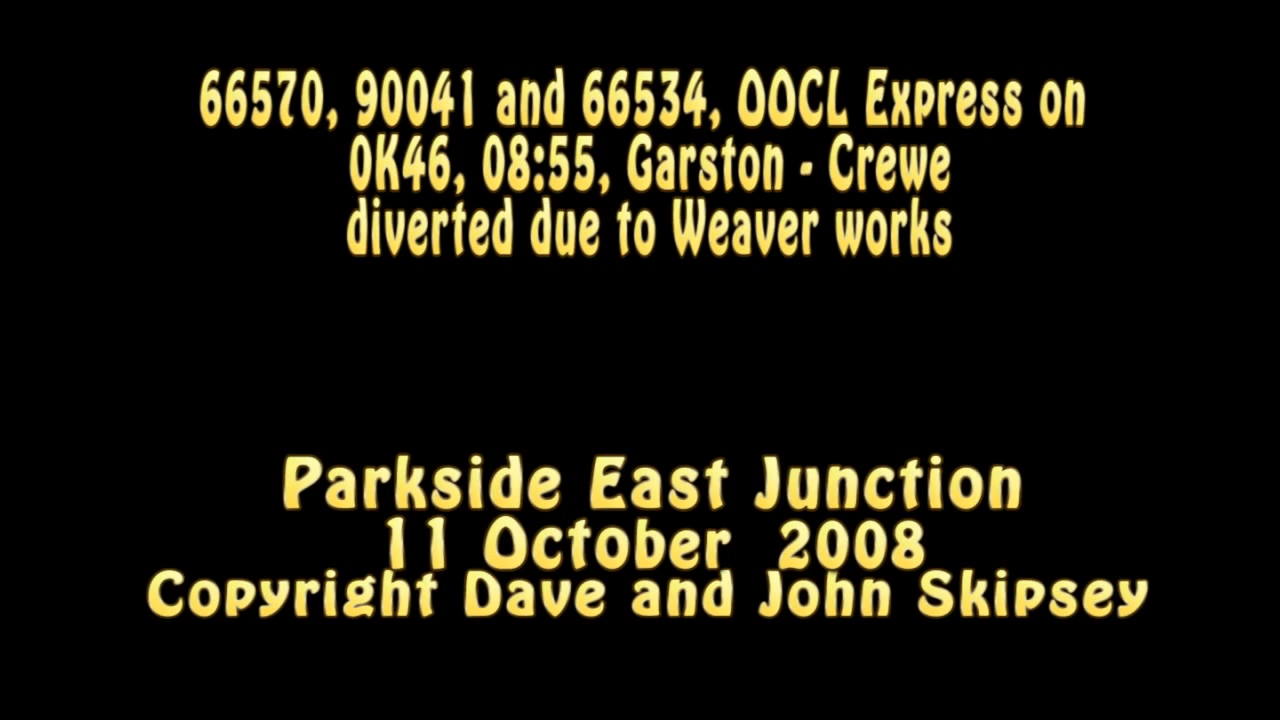 66570, 90041 and 66534, OOCL Express on
0K46, 08:55, Garston - Crewe
diverted due to Weaver works
Parkside East Junction
11 October 2008
Copyright Dave and John Skipsey